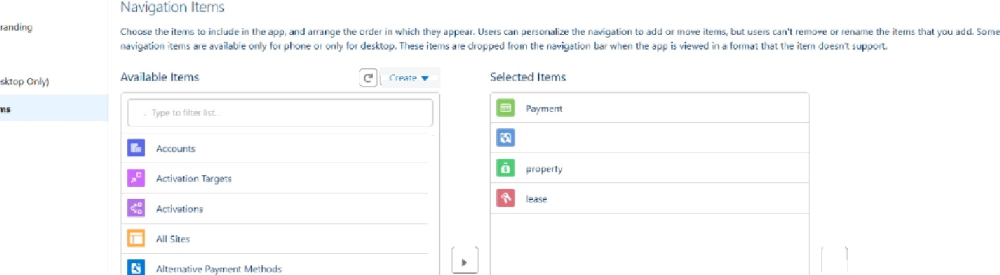 Navigation Items
randing
Choose the items to include in the app, and arrange the order in which they appear. Users can personalize the navigation to add or move items, but users can't remove or rename the items that you add. Some
navigation items are available only for phone or only for desktop. These items are dropped from the navigation bar when the app is viewed in a format that the item doesn't support.
sktop Only)
Available Items
Create
Selected Items
ms
Type to filter list...
Payment
Accounts
property
Activation Targets
lease
Activations
All Sites
Alternative Payment Methods